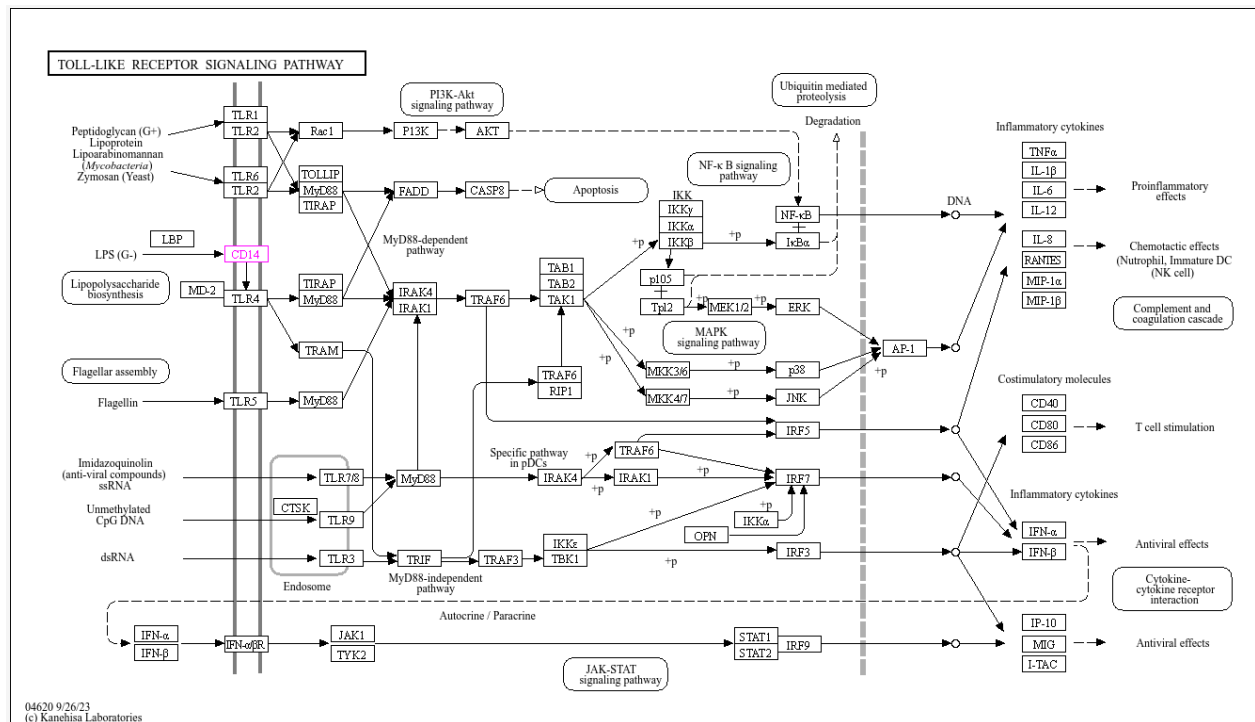 TOLL-LIKE RECEPTOR SIGNALING PATHWAY
PI3K-Akt
signaling pathway
Ubiquitin mediated
proteolysis
Degradation
TLR1
TLR2
Peptidoglycan (G+)
Lipoprotein
Lipoarabinomannan
(Mycobacteria)
Zymosan (Yeast)
TLR6
TLR2
Rac1
P13K
AKT
TOLLIP
MyD88
TIRAP
FADD
CASP8
Apoptosis
NF-κ B signaling
pathway
IKK
IKKγ
IKKα
IKKβ
+p
+p
NF-κB
IκBα
DNA
Inflammatory cytokines
TNFα
IL-1β
IL-6
IL-12
Proinflammatory
effects
IL-8
RANTES
MIP-1α
MIP-1β
Chemotactic effects
(Nutrophil, Immature DC
(NK cell)
Complement and
coagulation cascade
LBP
LPS (G-)
CD14
MyD88-dependent
pathway
Lipopolysaccharide
biosynthesis
MD-2
TLR4
TIRAP
MyD88
IRAK4
IRAK1
TRAF6
TAB1
TAB2
TAK1
p105
Tpl2
+p
MEK1/2
+p
ERK
MAPK
signaling pathway
TRAM
Flagellar assembly
Flagellin
TLR5
MyD88
TRAF6
RIP1
+p
+p
MKK3/6
+p
p38
MKK4/7
+p
JNK
AP-1
+p
Costimulatory molecules
CD40
CD80
CD86
T cell stimulation
IRF5
Imidazoquinolin
(anti-viral compounds)
ssRNA
TLR7/8
MyD88
Specific pathway
in pDCs
IRAK4
+p
+p
TRAF6
IRAK1
+p
+p
IRF7
Unmethylated
CpG DNA
CTSK
TLR9
+p
IKKα
OPN
Inflammatory cytokines
IFN-α
IFN-β
Antiviral effects
dsRNA
TLR3
Endosome
TRIF
MyD88-independent
pathway
TRAF3
IKKε
TBK1
+p
IRF3
Cytokine-
cytokine receptor
interaction
Autocrine / Paracrine
IFN-α
IFN-β
IFN-α/βR
JAK1
TYK2
JAK-STAT
signaling pathway
STAT1
STAT2
IRF9
IP-10
MIG
I-TAC
Antiviral effects
04620 9/26/23
(c) Kanehisa Laboratories